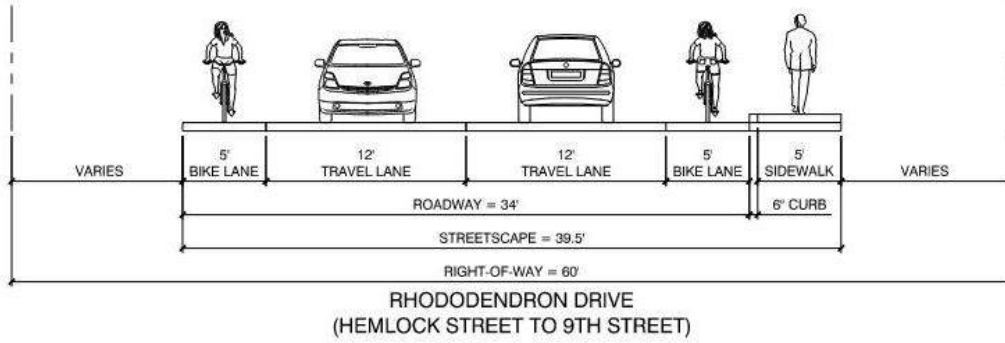 VARIES
5'
BIKE LANE
12'
TRAVEL LANE
12'
TRAVEL LANE
5'
BIKE LANE
5'
SIDEWALK
VARIES
ROADWAY = 34'
6" CURB
STREETSCAPE = 39.5'
RIGHT-OF-WAY = 60'
RHODODENDRON DRIVE
(HEMLOCK STREET TO 9TH STREET)